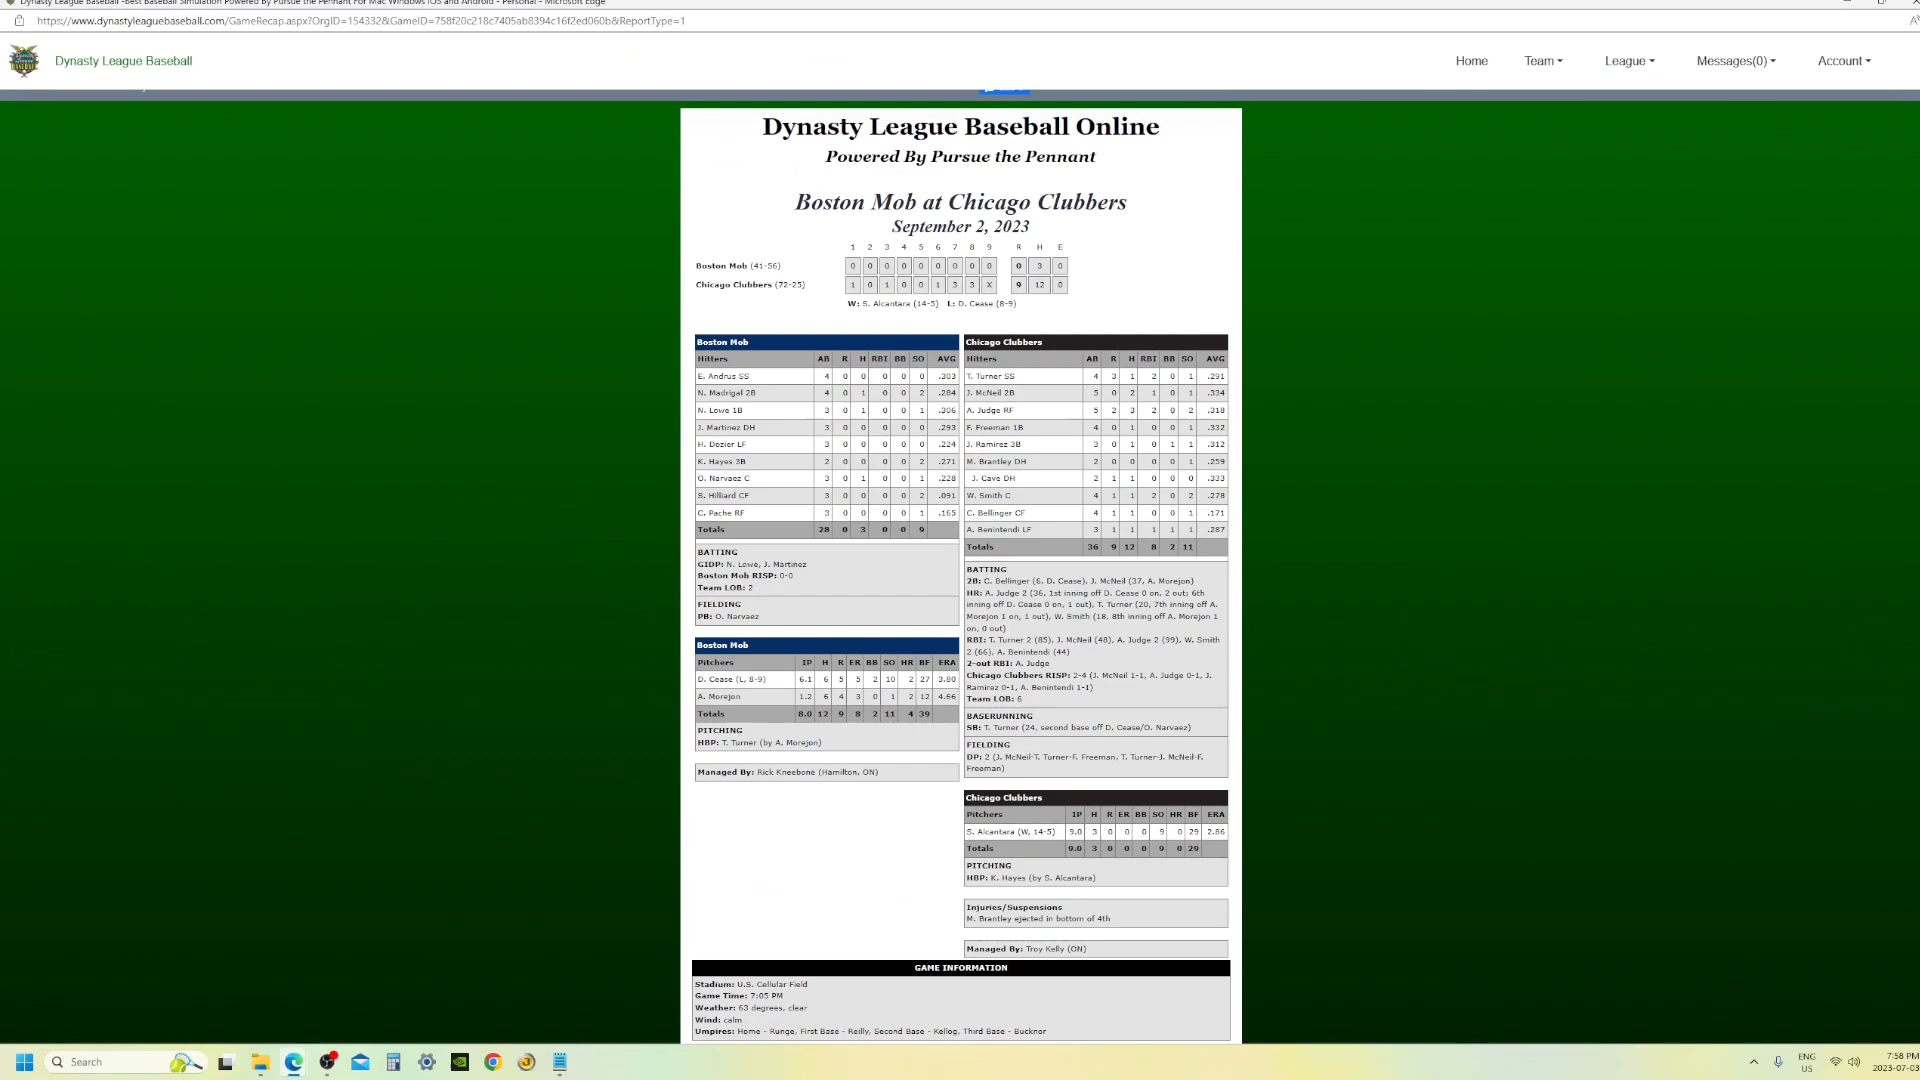 Dynasty League Baseball -Best Baseball Simulation Powered By Pursue the Pennant For Mac Windows iOS and Android - Personal - Microsoft Edge
https://www.dynastyleaguebaseball.com/GameRecap.aspx?OrgID=154332&GameID=758f20c218c7405ab8394c16f2ed060b&ReportType=1
Dynasty League Baseball Home Team League Messages(0) Account
Dynasty League Baseball Online
Powered By Pursue the Pennant
Boston Mob at Chicago Clubbers
September 2, 2023
1 2 3 4 5 6 7 8 9 R H E
Boston Mob (41-56) 0 0 0 0 0 0 0 0 0 0 3 0
Chicago Clubbers (72-25) 1 0 1 0 0 1 3 3 X 9 12 0
W: S. Alcantara (14-5) L: D. Cease (8-9)
Boston Mob
Hitters AB R H RBI BB SO AVG
E. Andrus SS 4 0 0 0 0 0 .303
N. Madrigal 2B 4 0 1 0 0 2 .284
N. Lowe 1B 3 0 1 0 0 1 .306
J. Martinez DH 3 0 0 0 0 0 .293
H. Dozier LF 3 0 0 0 0 0 .224
K. Hayes 3B 2 0 0 0 0 2 .271
O. Narvaez C 3 0 1 0 0 1 .228
S. Hilliard CF 3 0 0 0 0 2 .091
C. Pache RF 3 0 0 0 0 1 .165
Totals 28 0 3 0 0 9
BATTING
GIDP: N. Lowe, J. Martinez
Boston Mob RISP: 0-0
Team LOB: 2
FIELDING
PB: O. Narvaez
Boston Mob
Pitchers IP H R ER BB SO HR BF ERA
D. Cease (L, 8-9) 6.1 6 5 5 2 10 2 27 3.80
A. Morejon 1.2 6 4 3 0 1 2 12 4.66
Totals 8.0 12 9 8 2 11 4 39
PITCHING
HBP: T. Turner (by A. Morejon)
Managed By: Rick Kneebone (Hamilton, ON)
Chicago Clubbers
Hitters AB R H RBI BB SO AVG
T. Turner SS 4 3 1 2 0 1 .291
J. McNeil 2B 5 0 2 1 0 1 .334
A. Judge RF 5 2 3 2 0 2 .318
F. Freeman 1B 4 0 1 0 0 1 .332
J. Ramirez 3B 3 0 1 0 1 1 .312
M. Brantley DH 2 0 0 0 0 1 .259
J. Cave DH 2 1 1 0 0 0 .333
W. Smith C 4 1 1 2 0 2 .278
C. Bellinger CF 4 1 1 0 0 1 .171
A. Benintendi LF 3 1 1 1 1 1 .287
Totals 36 9 12 8 2 11
BATTING
2B: C. Bellinger (6, D. Cease), J. McNeil (37, A. Morejon)
HR: A. Judge 2 (36, 1st inning off D. Cease 0 on, 2 out; 6th
inning off D. Cease 0 on, 1 out), T. Turner (20, 7th inning off A.
Morejon 1 on, 1 out), W. Smith (18, 8th inning off A. Morejon 1
on, 0 out)
RBI: T. Turner 2 (85), J. McNeil (48), A. Judge 2 (99), W. Smith
2 (66), A. Benintendi (44)
2-out RBI: A. Judge
Chicago Clubbers RISP: 2-4 (J. McNeil 1-1, A. Judge 0-1, J.
Ramirez 0-1, A. Benintendi 1-1)
Team LOB: 6
BASERUNNING
SB: T. Turner (24, second base off D. Cease/O. Narvaez)
FIELDING
DP: 2 (J. McNeil-T. Turner-F. Freeman, T. Turner-J. McNeil-F.
Freeman)
Chicago Clubbers
Pitchers IP H R ER BB SO HR BF ERA
S. Alcantara (W, 14-5) 9.0 3 0 0 0 9 0 29 2.86
Totals 9.0 3 0 0 0 9 0 29
PITCHING
HBP: K. Hayes (by S. Alcantara)
Injuries/Suspensions
M. Brantley ejected in bottom of 4th
Managed By: Troy Kelly (ON)
GAME INFORMATION
Stadium: U.S. Cellular Field
Game Time: 7:05 PM
Weather: 63 degrees, clear
Wind: calm
Umpires: Home - Runge, First Base - Reilly, Second Base - Kellog, Third Base - Bucknor
Search
ENG
US
7:58 PM
2023-07-03